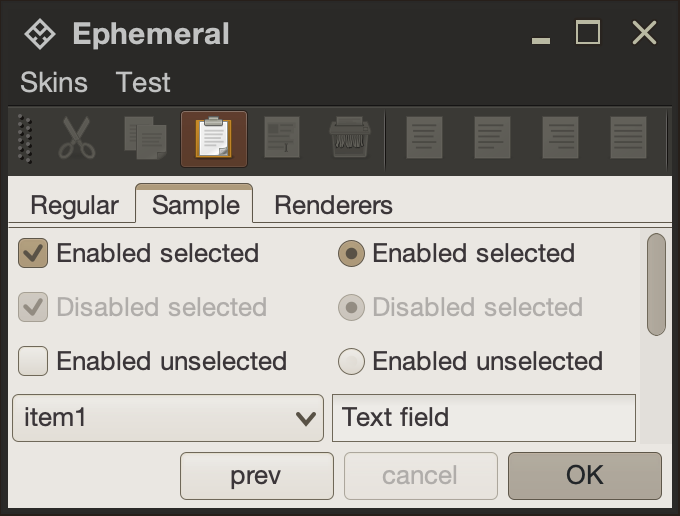 Ephemeral
Skins Test
Regular Sample Renderers
Enabled selected Enabled selected
Disabled selected Disabled selected
Enabled unselected Enabled unselected
item1 Text field
prev cancel OK